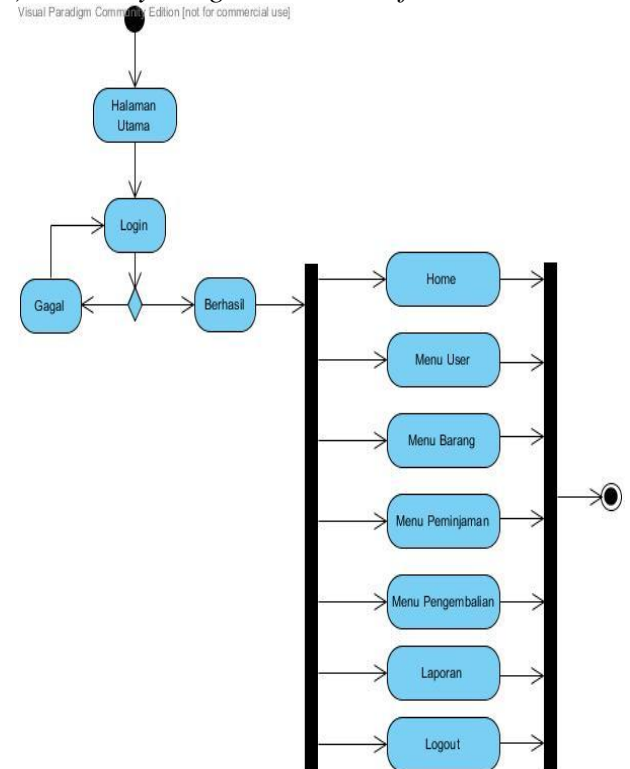 Visual Paradigm Community Edition [not for commercial use]
Halaman
Utama
Login
Gagal
Berhasil
Home
Menu User
Menu Barang
Menu Peminjaman
Menu Pengembalian
Laporan
Logout